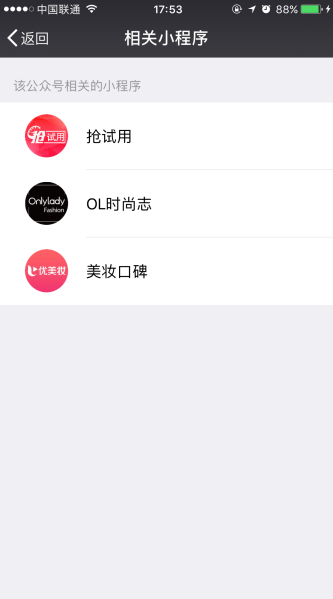 中国联通 17:53 88%
返回 相关小程序
该公众号相关的小程序
抢试用
抢试用
Onlylady
Fashion
OL时尚志
优美妆
美妆口碑